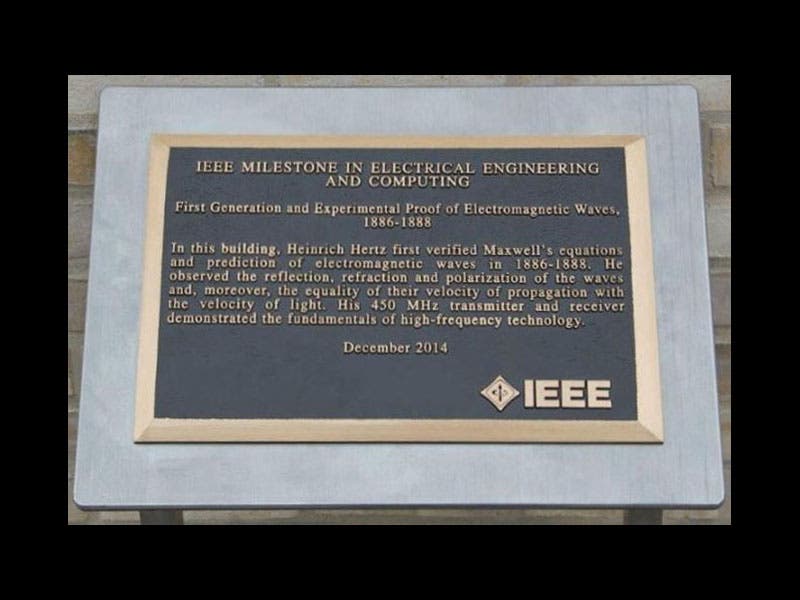 IEEE MILESTONE IN ELECTRICAL ENGINEERING
AND COMPUTING
First Generation and Experimental Proof of Electromagnetic Waves,
1886-1888
In this building, Heinrich Hertz first verified Maxwell's equations
and prediction of electromagnetic waves in 1886-1888. He
observed the reflection, refraction and polarization of the waves
and, moreover, the equality of their velocity of propagation with
the velocity of light. His 450 MHz transmitter and receiver
demonstrated the fundamentals of high-frequency technology.
December 2014
IEEE